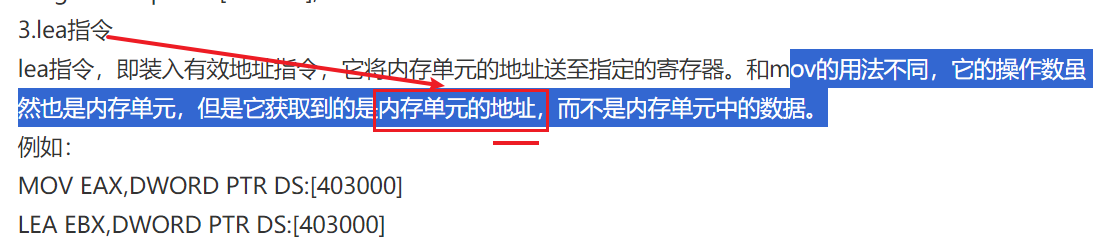 3.lea指令
lea指令，即装入有效地址指令，它将内存单元的地址送至指定的寄存器。和mov的用法不同，它的操作数虽
然也是内存单元，但是它获取到的是内存单元的地址，而不是内存单元中的数据。
例如：
MOV EAX,DWORD PTR DS:[403000]
LEA EBX,DWORD PTR DS:[403000]